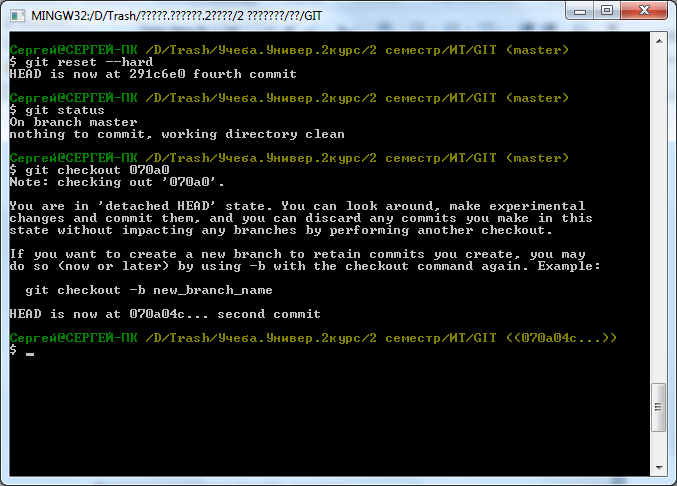 MINGW32:/D/Trash/?????.??????.2????/2 ???????/??/GIT
Сергей@СЕРГЕЙ-ПК /D/Trash/Учеба.Универ.2курс/2 семестр/ИТ/GIT (master)
$ git reset --hard
HEAD is now at 291c6e0 fourth commit
Сергей@СЕРГЕЙ-ПК /D/Trash/Учеба.Универ.2курс/2 семестр/ИТ/GIT (master)
$ git status
On branch master
nothing to commit, working directory clean
Сергей@СЕРГЕЙ-ПК /D/Trash/Учеба.Универ.2курс/2 семестр/ИТ/GIT (master)
$ git checkout 070a0
Note: checking out '070a0'.
You are in 'detached HEAD' state. You can look around, make experimental
changes and commit them, and you can discard any commits you make in this
state without impacting any branches by performing another checkout.
If you want to create a new branch to retain commits you create, you may
do so (now or later) by using -b with the checkout command again. Example:
git checkout -b new_branch_name
HEAD is now at 070a04c... second commit
Сергей@СЕРГЕЙ-ПК /D/Trash/Учеба.Универ.2курс/2 семестр/ИТ/GIT ((070a04c...))
$